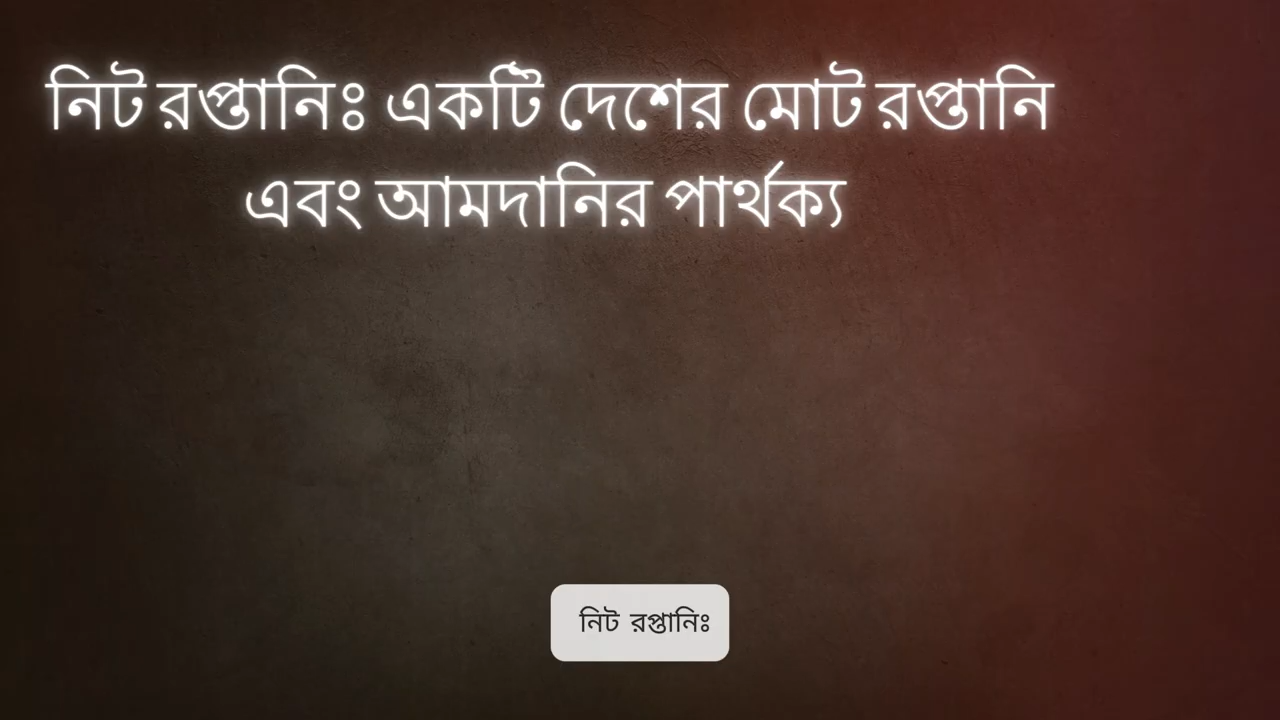 নিট রপ্তানিঃ একটি দেশের মোট রপ্তানি
এবং আমদানির পার্থক্য
নিট রপ্তানিঃ